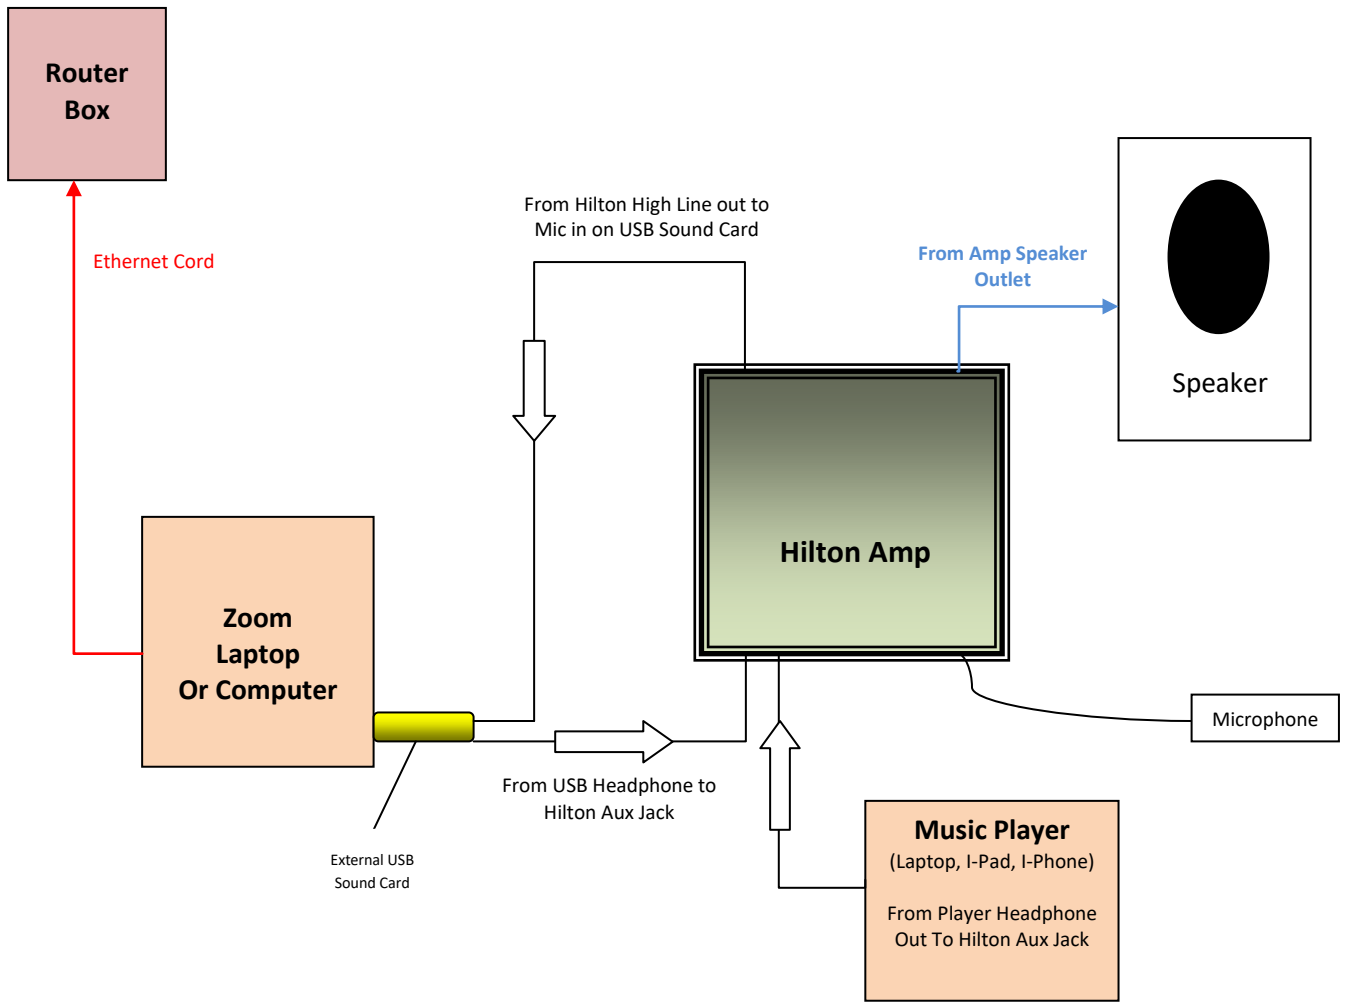 Router
Box
Ethernet Cord
From Hilton High Line out to
Mic in on USB Sound Card
From Amp Speaker
Outlet
Speaker
Hilton Amp
Zoom
Laptop
Or Computer
From USB Headphone to
Hilton Aux Jack
External USB
Sound Card
Microphone
Music Player
(Laptop, I-Pad, I-Phone)
From Player Headphone
Out To Hilton Aux Jack